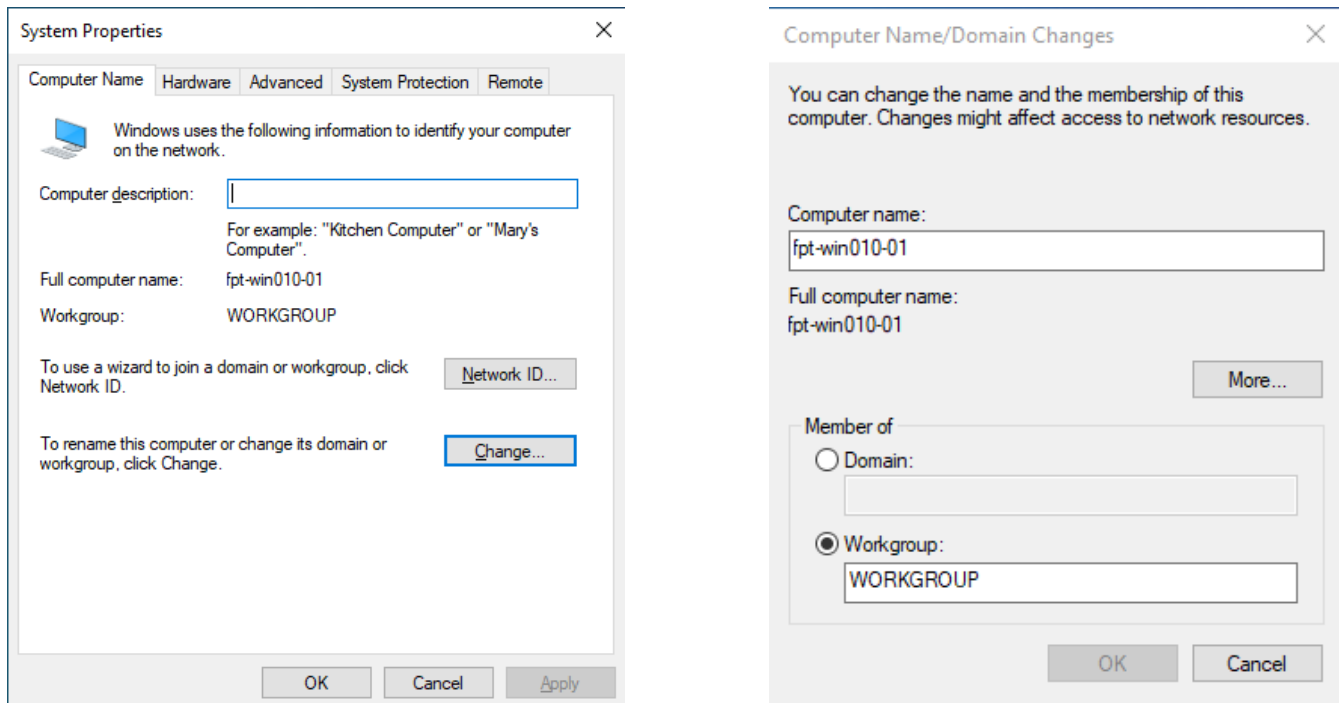 System Properties
Computer Name
Hardware
Advanced
System Protection
Remote
Windows uses the following information to identify your computer
on the network.
Computer description:
For example: "Kitchen Computer" or "Mary's
Computer".
Full computer name:
fpt-win010-01
Workgroup:
WORKGROUP
To use a wizard to join a domain or workgroup, click
Network ID.
Network ID...
To rename this computer or change its domain or
workgroup, click Change.
Change...
OK
Cancel
Apply
Computer Name/Domain Changes
You can change the name and the membership of this
computer. Changes might affect access to network resources.
Computer name:
fpt-win010-01
Full computer name:
fpt-win010-01
More...
Member of
Domain:
Workgroup:
WORKGROUP
OK
Cancel